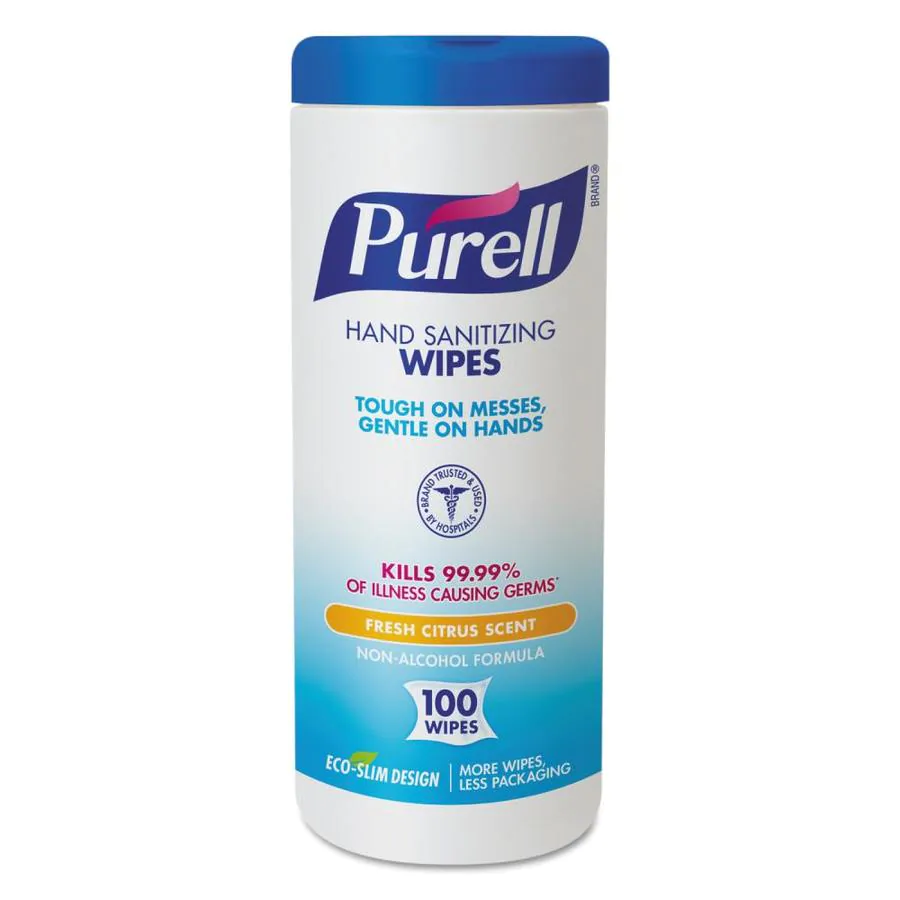 Purell
BRAND®
HAND SANITIZING
WIPES
TOUGH ON MESSES,
GENTLE ON HANDS
BRAND TRUSTED & USED
• BY HOSPITALS •
KILLS 99.99%
OF ILLNESS CAUSING GERMS*
FRESH CITRUS SCENT
NON-ALCOHOL FORMULA
100
WIPES
ECO-SLIM DESIGN
MORE WIPES,
LESS PACKAGING